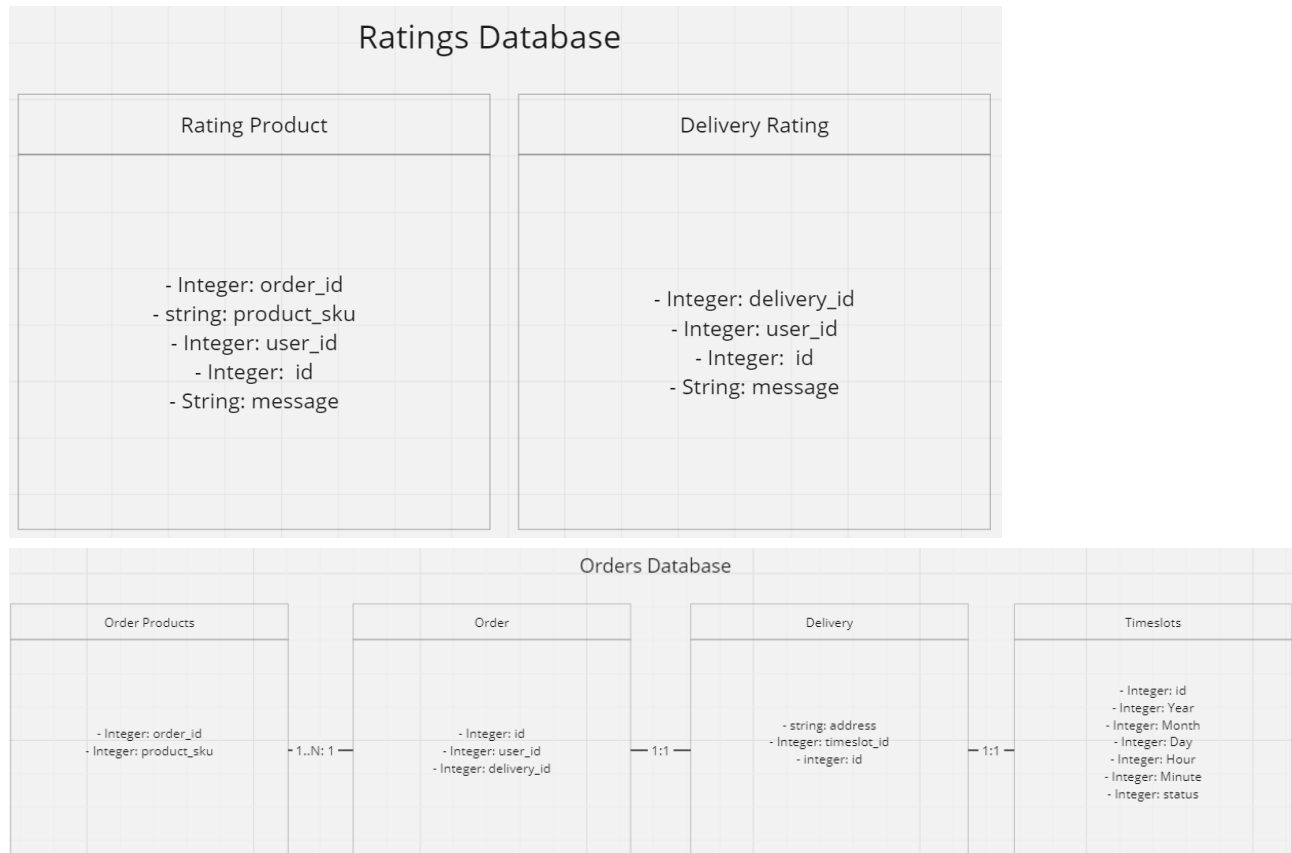 Ratings Database
Rating Product
- Integer: order_id
- string: product_sku
- Integer: user_id
- Integer:  id
- String: message
Delivery Rating
- Integer: delivery_id
- Integer: user_id
- Integer:  id
- String: message
Orders Database
Order Products
- Integer: order_id
- Integer: product_sku
1..N: 1
Order
- Integer: id
- Integer: user_id
- Integer: delivery_id
1:1
Delivery
- string: address
- Integer: timeslot_id
- integer: id
1:1
Timeslots
- Integer: id
- Integer: Year
- Integer: Month
- Integer: Day
- Integer: Hour
- Integer: Minute
- Integer: status